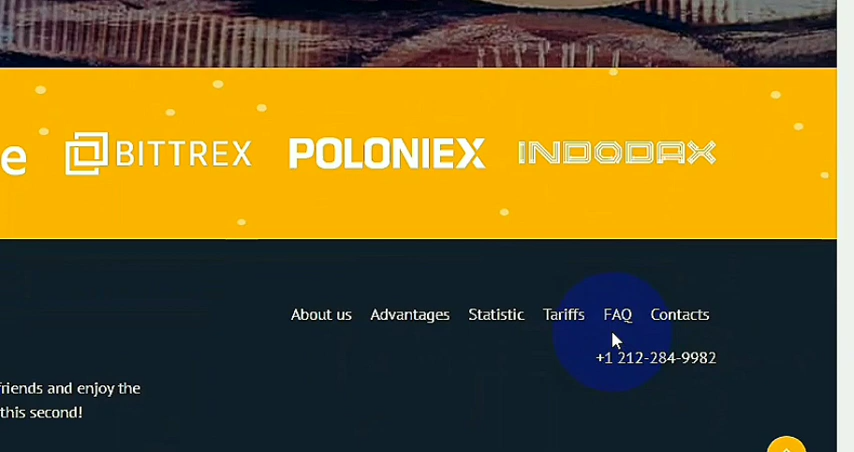 e BITTREX POLONIEX INDODAX
About us Advantages Statistic Tariffs FAQ Contacts
+1 212-284-9982
friends and enjoy the
this second!